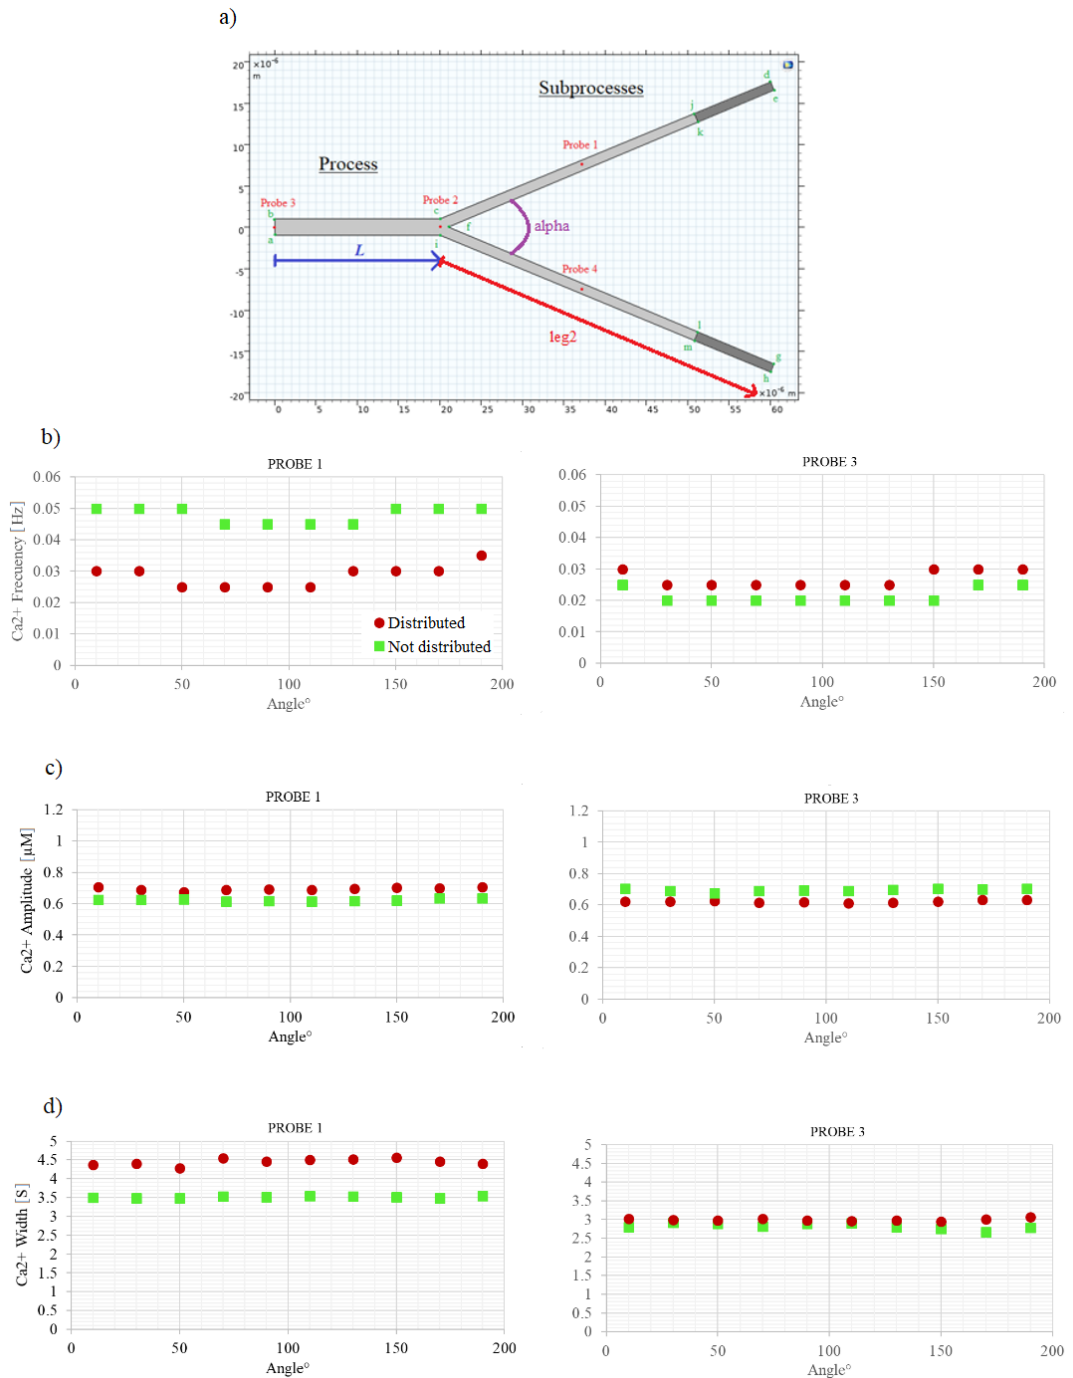 a)
20
×10⁻⁶
m
15
10
5
0
-5
-10
-15
-20
0 5 10 15 20 25 30 35 40 45 50 55 60
×10⁻⁶ m
Subprocesses
Process
Probe 1
Probe 2
Probe 3
Probe 4
b
a
c
i
f
j
k
d
e
l
m
g
h
alpha
L
leg2
b)
PROBE 1
Ca2+ Frecuency [Hz]
0.06
0.05
0.04
0.03
0.02
0.01
0
0 50 100 150 200
Angle°
Distributed
Not distributed
PROBE 3
0.06
0.05
0.04
0.03
0.02
0.01
0
0 50 100 150 200
Angle°
c)
PROBE 1
Ca2+ Amplitude [µM]
1.2
1
0.8
0.6
0.4
0.2
0
0 50 100 150 200
Angle°
PROBE 3
1.2
1
0.8
0.6
0.4
0.2
0
0 50 100 150 200
Angle°
d)
PROBE 1
Ca2+ Width [S]
5
4.5
4
3.5
3
2.5
2
1.5
1
0.5
0
0 50 100 150 200
Angle°
PROBE 3
5
4.5
4
3.5
3
2.5
2
1.5
1
0.5
0
0 50 100 150 200
Angle°